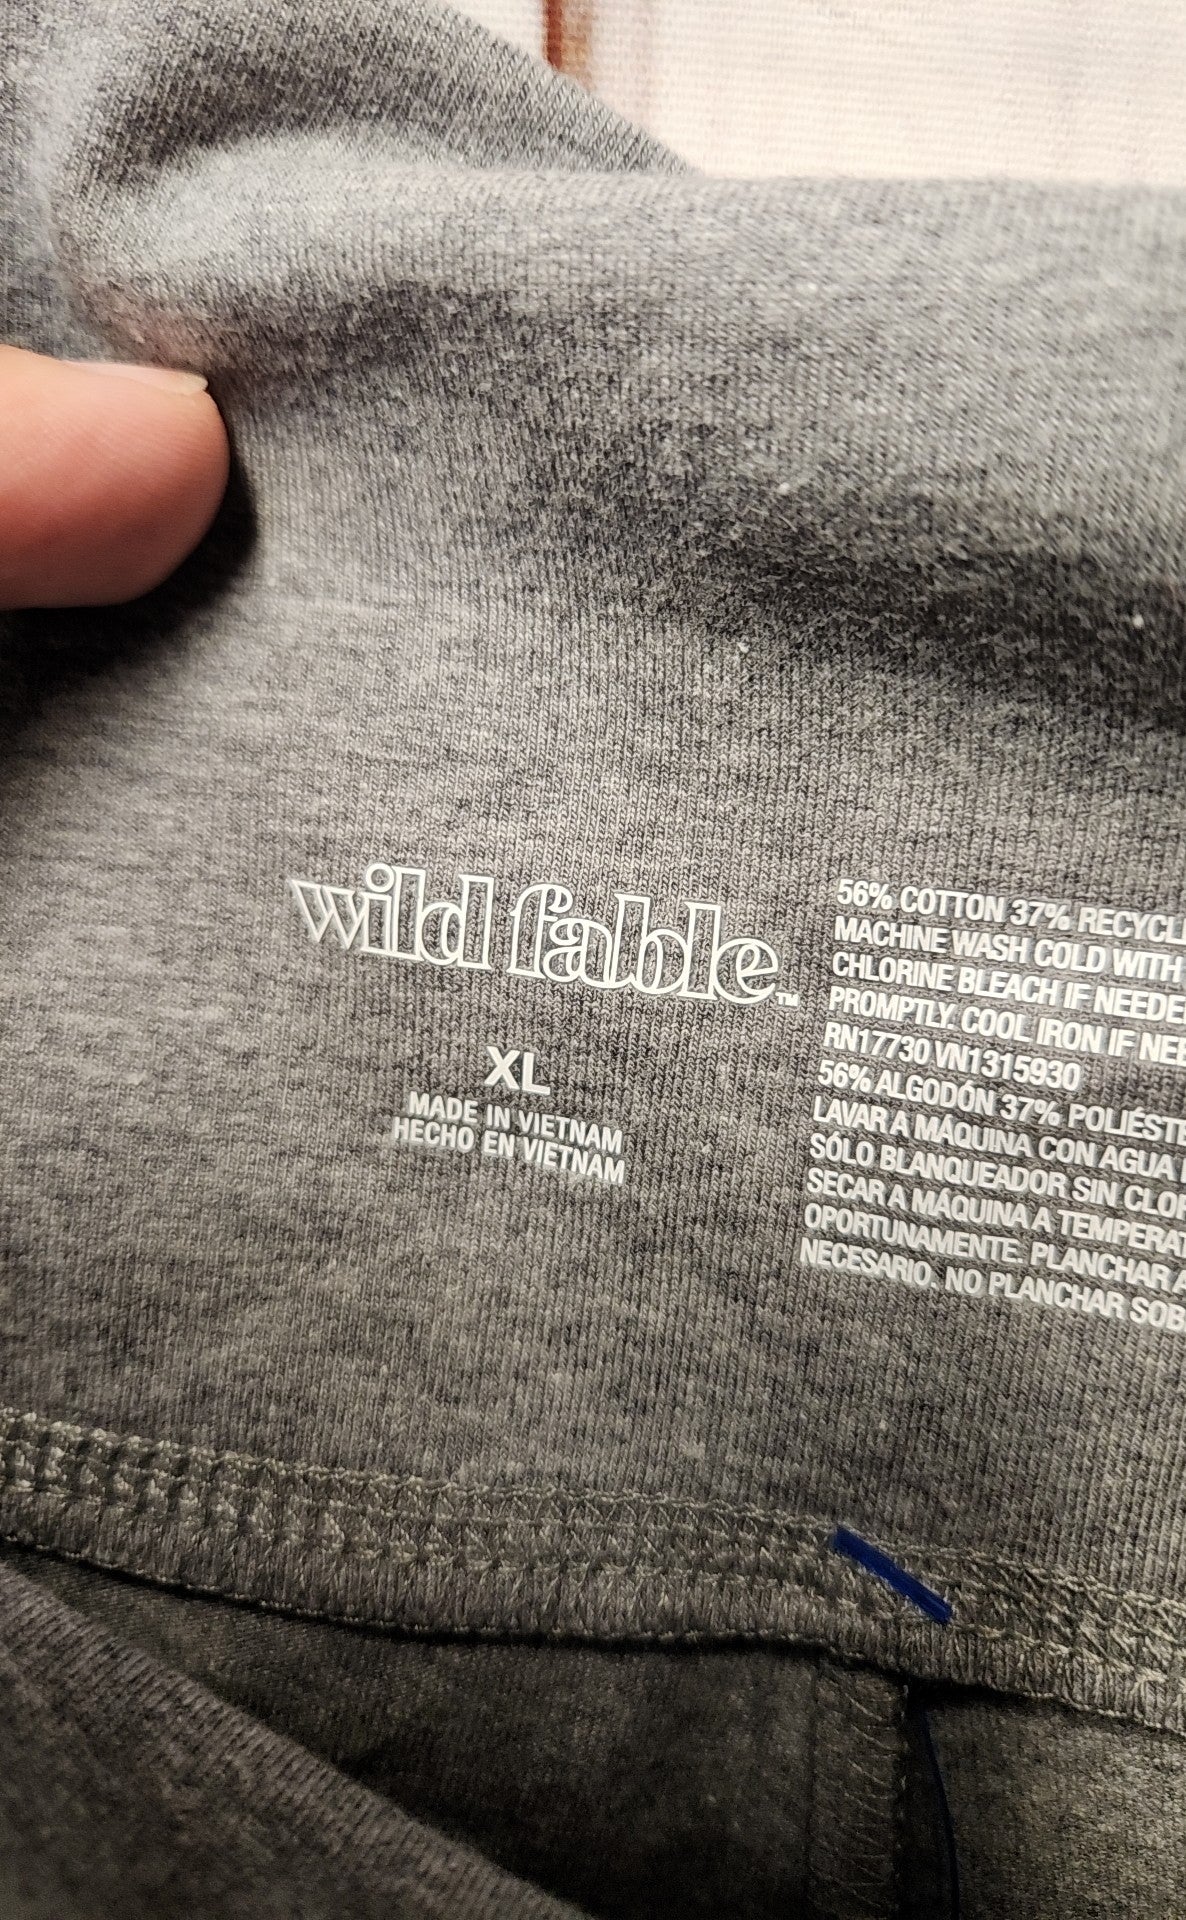 wild fable™
XL
MADE IN VIETNAM
HECHO EN VIETNAM
56% COTTON 37% RECYCL
MACHINE WASH COLD WITH
CHLORINE BLEACH IF NEEDE
PROMPTLY. COOL IRON IF NEE
RN17730 VN1315930
56% ALGODÓN 37% POLIÉSTE
LAVAR A MÁQUINA CON AGUA
SÓLO BLANQUEADOR SIN CLOR
SECAR A MÁQUINA A TEMPERAT
OPORTUNAMENTE. PLANCHAR A
NECESARIO. NO PLANCHAR SOB